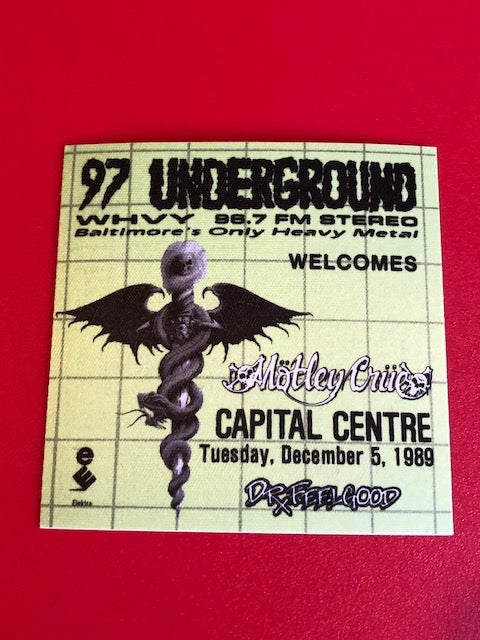 97 UNDERGROUND
WHVY 96.7 FM STEREO
Baltimore's Only Heavy Metal
WELCOMES
Mötley Crüe
CAPITAL CENTRE
Tuesday, December 5, 1989
e
Elektra
DR. FEELGOOD